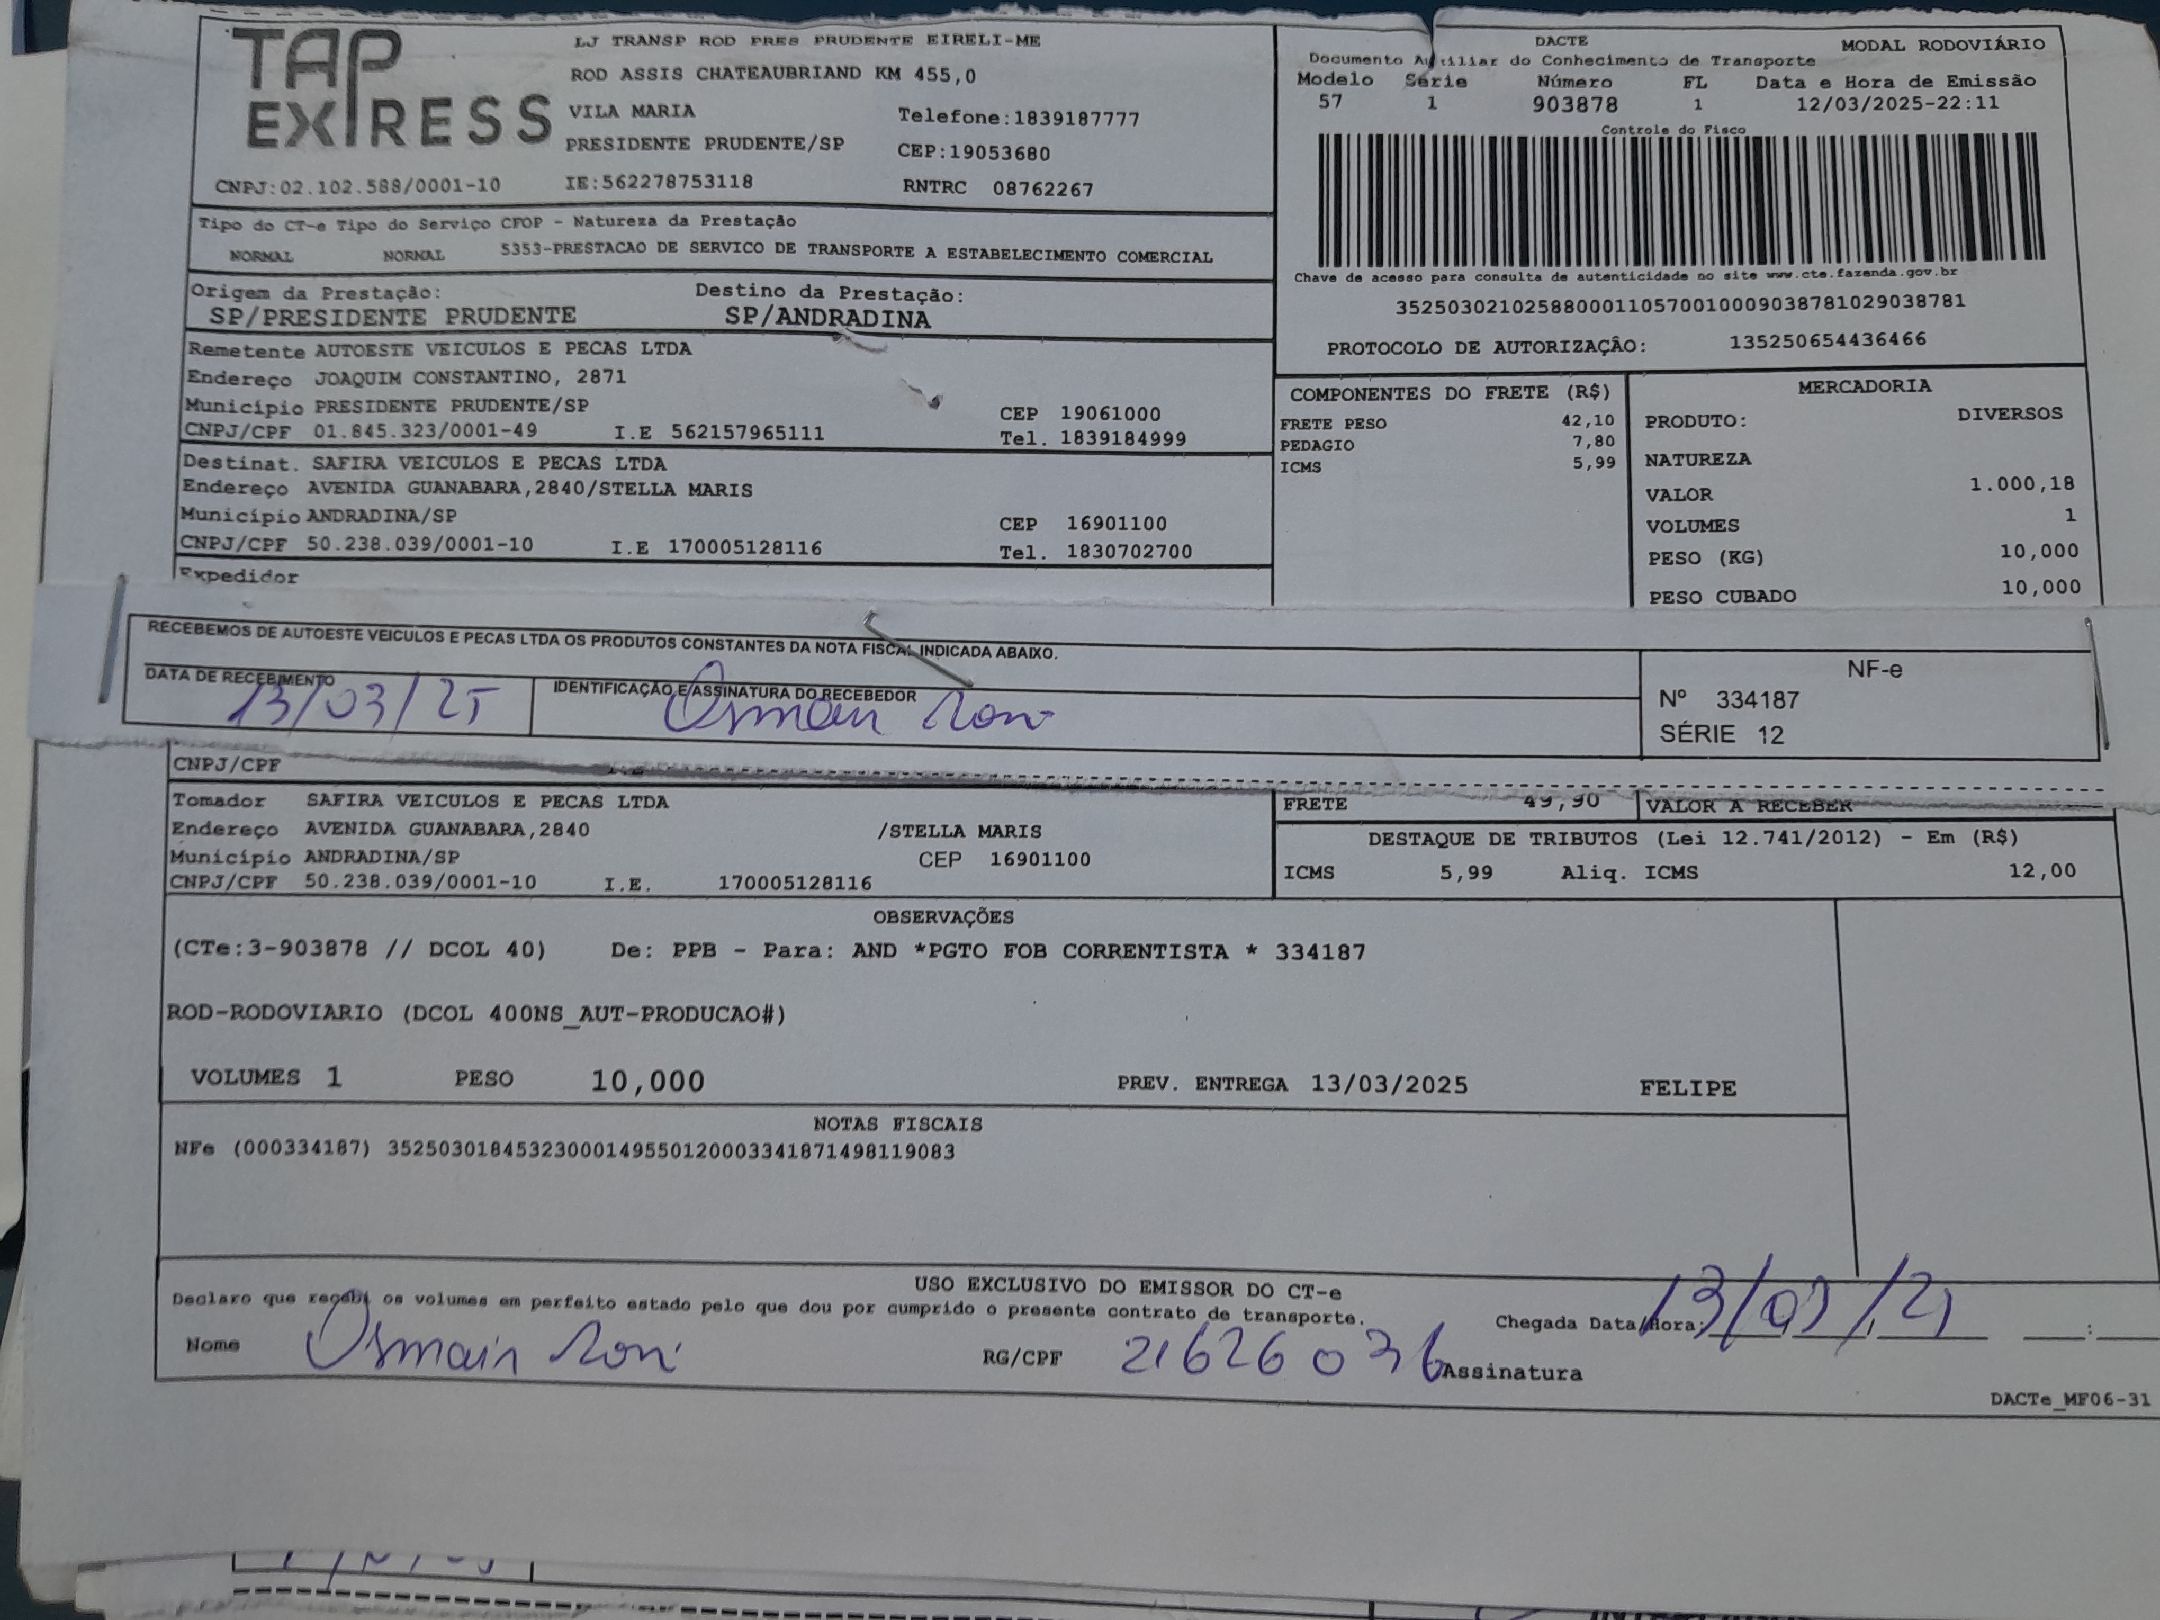 TAP EXPRESS
LJ TRANSP ROD PRES PRUDENTE EIRELI-ME
ROD ASSIS CHATEAUBRIAND KM 455,0
VILA MARIA Telefone:1839187777
PRESIDENTE PRUDENTE/SP CEP:19053680
CNPJ:02.102.588/0001-10 IE:562278753118 RNTRC 08762267
DACTE MODAL RODOVIÁRIO
Documento Auxiliar do Conhecimento de Transporte
Modelo Série Número FL Data e Hora de Emissão
57 1 903878 1 12/03/2025-22:11
Controle do Fisco
Chave de acesso para consulta de autenticidade no site www.cte.fazenda.gov.br
35250302102588000110570010009038781029038781
PROTOCOLO DE AUTORIZAÇÂO: 135250654436466
Tipo do CT-e Tipo do Serviço CFOP - Natureza da Prestação
NORMAL NORMAL 5353-PRESTACAO DE SERVICO DE TRANSPORTE A ESTABELECIMENTO COMERCIAL
Origem da Prestação: Destino da Prestação:
SP/PRESIDENTE PRUDENTE SP/ANDRADINA
Remetente AUTOESTE VEICULOS E PECAS LTDA
Endereço JOAQUIM CONSTANTINO, 2871
Município PRESIDENTE PRUDENTE/SP CEP 19061000
CNPJ/CPF 01.845.323/0001-49 I.E 562157965111 Tel. 1839184999
Destinat. SAFIRA VEICULOS E PECAS LTDA
Endereço AVENIDA GUANABARA,2840/STELLA MARIS
Município ANDRADINA/SP CEP 16901100
CNPJ/CPF 50.238.039/0001-10 I.E 170005128116 Tel. 1830702700
Expedidor
COMPONENTES DO FRETE (R$)
FRETE PESO 42,10
PEDAGIO 7,80
ICMS 5,99
MERCADORIA
PRODUTO: DIVERSOS
NATUREZA
VALOR 1.000,18
VOLUMES 1
PESO (KG) 10,000
PESO CUBADO 10,000
RECEBEMOS DE AUTOESTE VEICULOS E PECAS LTDA OS PRODUTOS CONSTANTES DA NOTA FISCAL INDICADA ABAIXO.
DATA DE RECEBIMENTO IDENTIFICAÇÃO E ASSINATURA DO RECEBEDOR
13/03/25 Osmair
NF-e
Nº 334187
SÉRIE 12
CNPJ/CPF
Tomador SAFIRA VEICULOS E PECAS LTDA
Endereço AVENIDA GUANABARA,2840 /STELLA MARIS
Município ANDRADINA/SP CEP 16901100
CNPJ/CPF 50.238.039/0001-10 I.E. 170005128116
FRETE 49,90 VALOR A RECEBER
DESTAQUE DE TRIBUTOS (Lei 12.741/2012) - Em (R$)
ICMS 5,99 Aliq. ICMS 12,00
OBSERVAÇÕES
(CTe:3-903878 // DCOL 40) De: PPB - Para: AND *PGTO FOB CORRENTISTA * 334187
ROD-RODOVIARIO (DCOL 400NS_AUT-PRODUCAO#)
VOLUMES 1 PESO 10,000 PREV. ENTREGA 13/03/2025 FELIPE
NOTAS FISCAIS
NFe (000334187) 35250301845323000149550120003341871498119083
USO EXCLUSIVO DO EMISSOR DO CT-e
Declaro que recebi os volumes em perfeito estado pelo que dou por cumprido o presente contrato de transporte.
Chegada Data/Hora: 13/03/25 :
Nome Osmair RG/CPF 21626036 Assinatura
DACTe_MF06-31